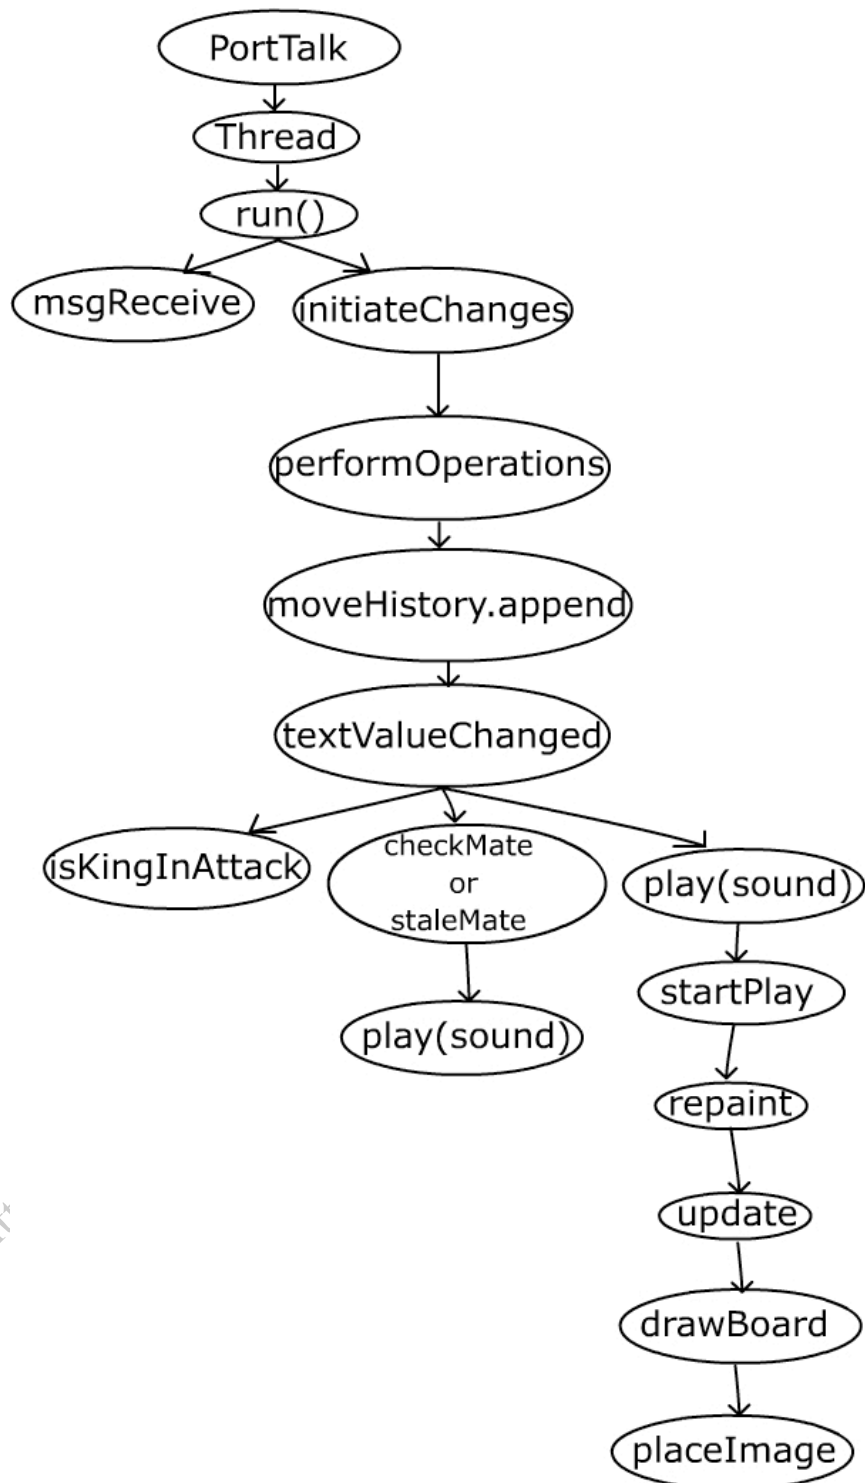 PortTalk
Thread
run()
msgReceive
initiateChanges
performOperations
moveHistory.append
textValueChanged
isKingInAttack
checkMate
or
staleMate
play(sound)
play(sound)
startPlay
repaint
update
drawBoard
placeImage